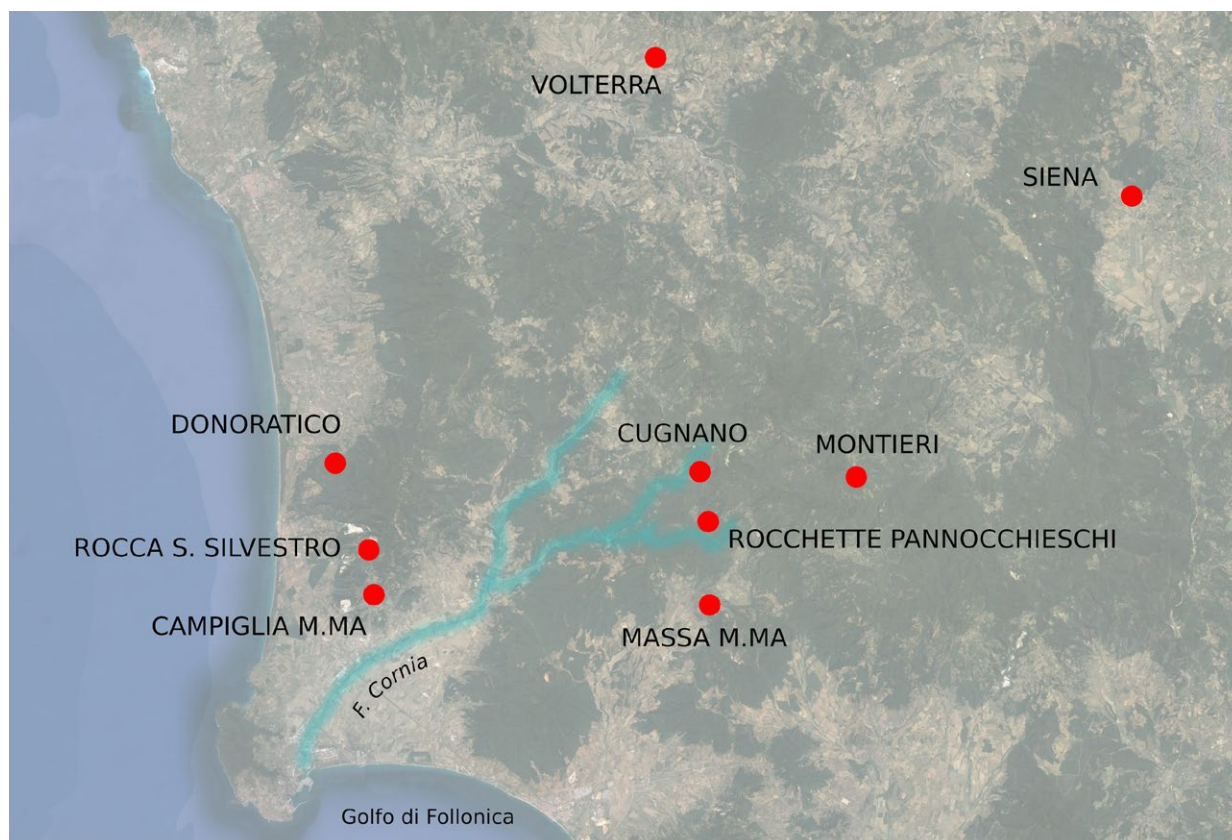 VOLTERRA
SIENA
DONORATICO
CUGNANO
MONTIERI
ROCCA S. SILVESTRO
ROCCHETTE PANNOCCHIESCHI
CAMPIGLIA M.MA
MASSA M.MA
F. Cornia
Golfo di Follonica